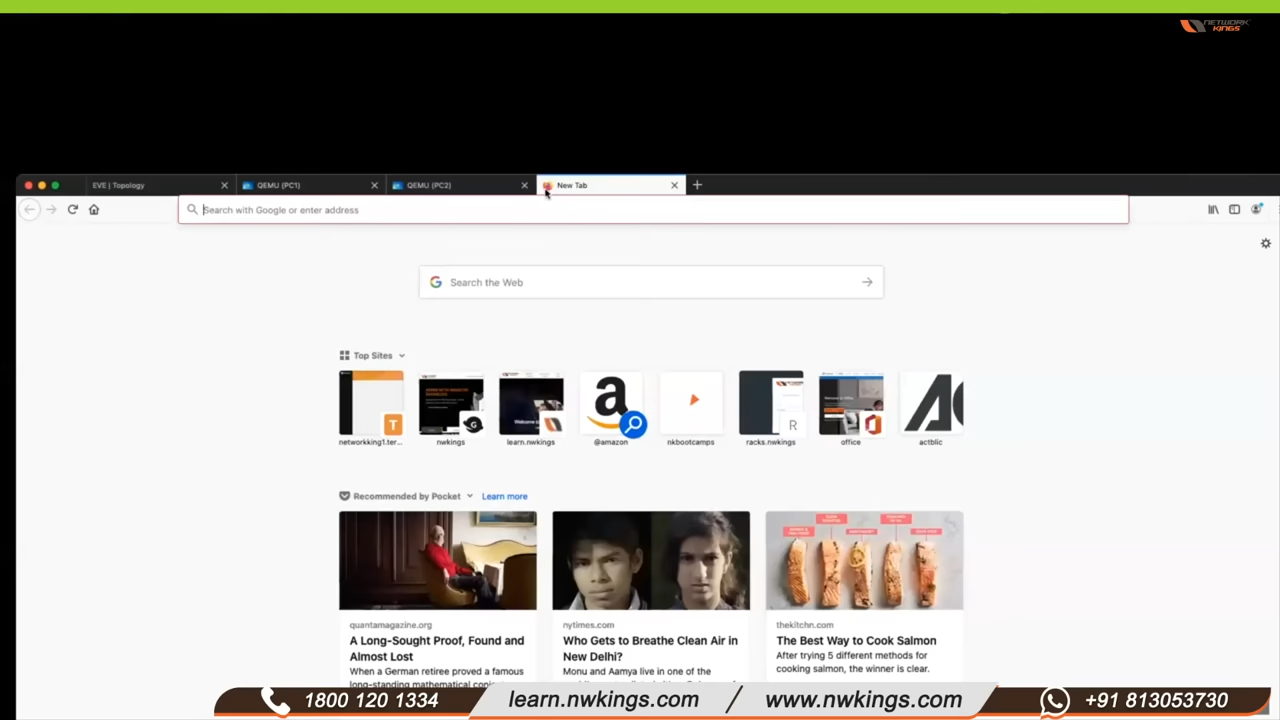 NETWORK
KINGS
EVE | Topology
QEMU (PC1)
QEMU (PC2)
New Tab
Search with Google or enter address
Search the Web
Top Sites
networkking1.ter...
nwkings
learn.nwkings
@amazon
nkbootcamps
racks.nwkings
office
actblic
Recommended by Pocket
Learn more
quantamagazine.org
A Long-Sought Proof, Found and
Almost Lost
When a German retiree proved a famous
long-standing mathematical
nytimes.com
Who Gets to Breathe Clean Air in
New Delhi?
Monu and Aamya live in one of the
thekitchn.com
The Best Way to Cook Salmon
After trying 5 different methods for
cooking salmon, the winner is clear.
1800 120 1334
learn.nwkings.com / www.nwkings.com
+91 813053730